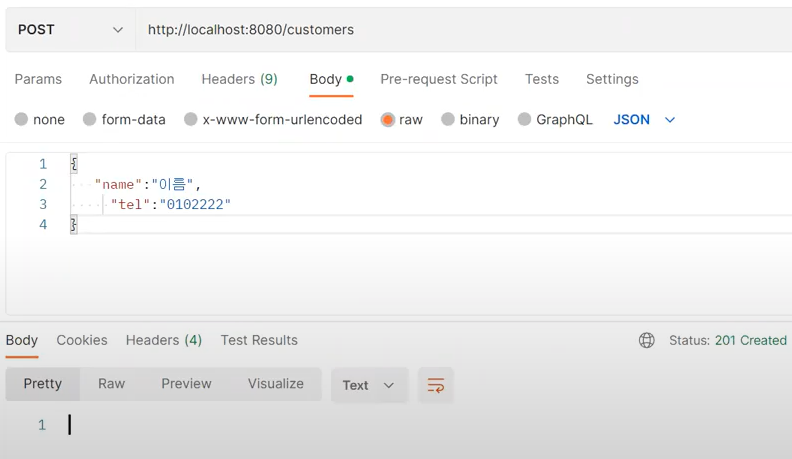 POST http://localhost:8080/customers
Params Authorization Headers (9) Body Pre-request Script Tests Settings
none form-data x-www-form-urlencoded raw binary GraphQL JSON
1 {
2 "name":"이름",
3 "tel":"0102222"
4 }
Body Cookies Headers (4) Test Results Status: 201 Created
Pretty Raw Preview Visualize Text
1